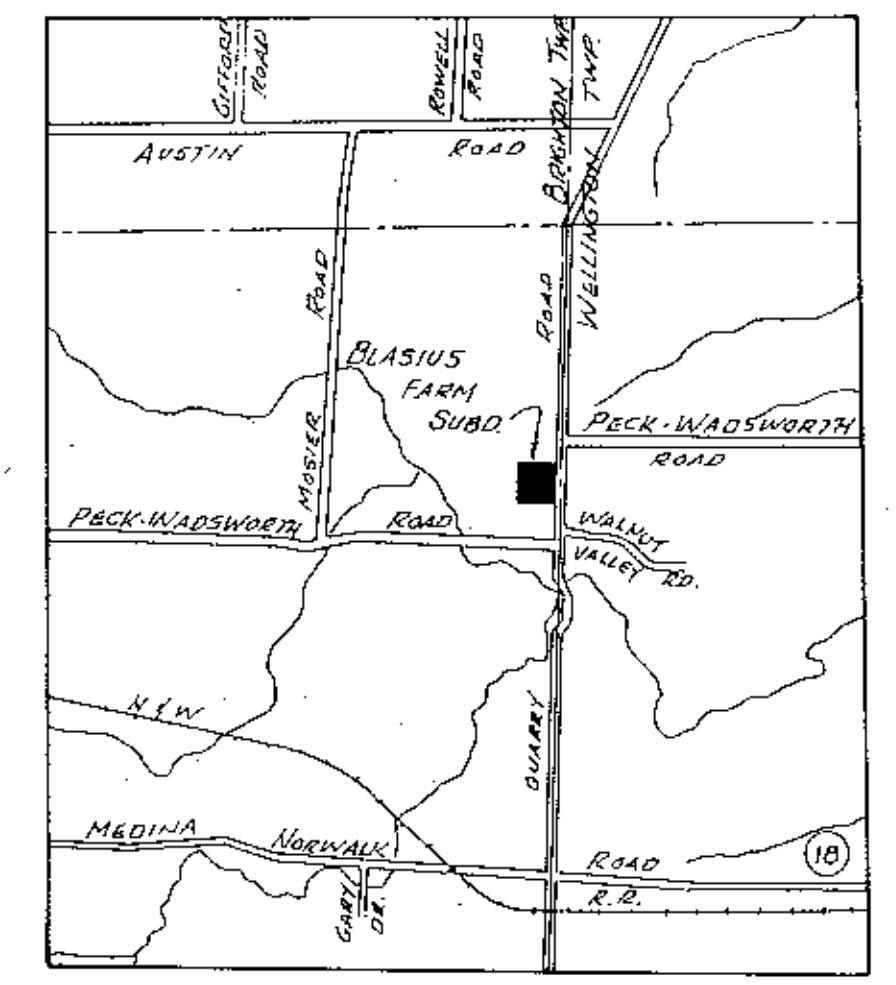 GIFFORD
ROAD
ROWELL
ROAD
BRIGHTON TWP.
TWP.
WELLINGTON
AUSTIN ROAD
ROAD
MOSIER
ROAD
BLASIUS
FARM
SUBD.
PECK-WADSWORTH
ROAD
PECK-WADSWORTH ROAD
WALNUT
VALLEY RD.
N & W
QUARRY
MEDINA NORWALK ROAD
18
R.R.
GARY
DR.